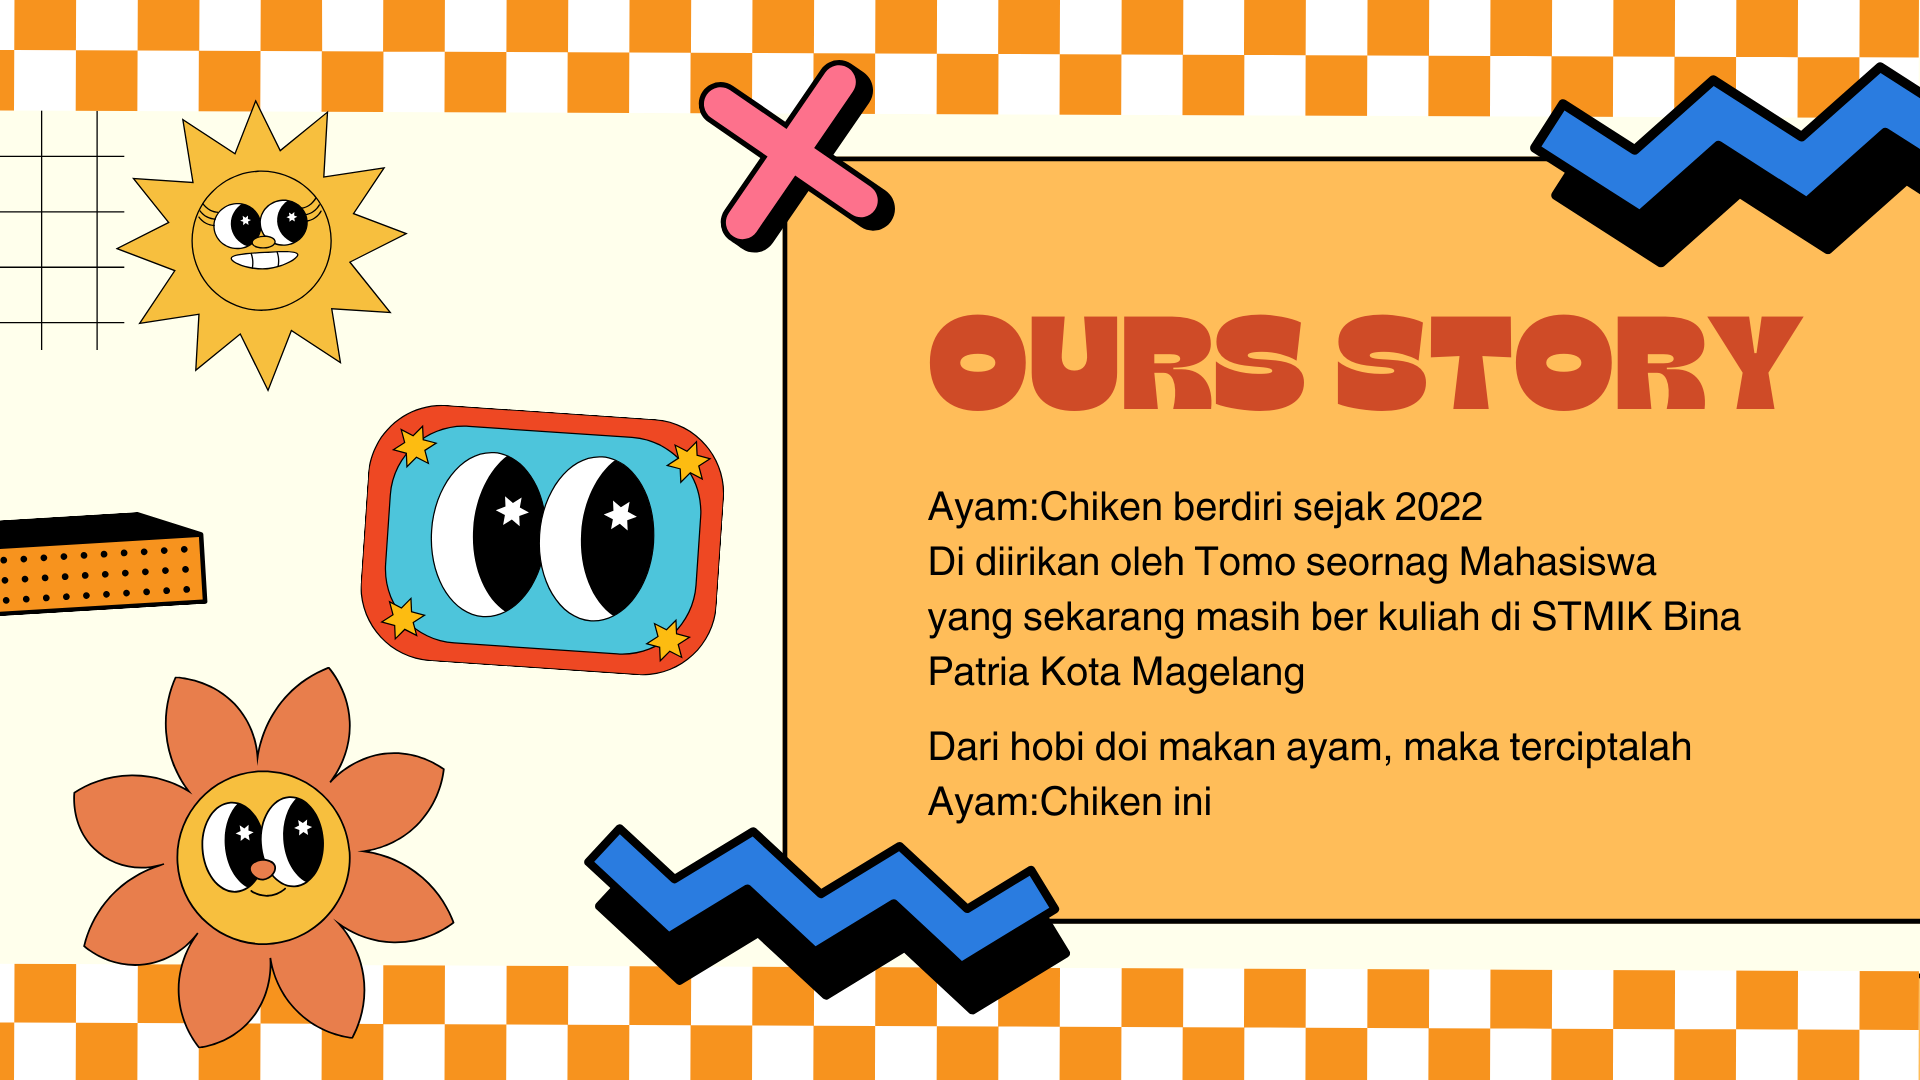 OURS STORY
Ayam:Chiken berdiri sejak 2022
Di diirikan oleh Tomo seornag Mahasiswa
yang sekarang masih ber kuliah di STMIK Bina
Patria Kota Magelang
Dari hobi doi makan ayam, maka terciptalah
Ayam:Chiken ini